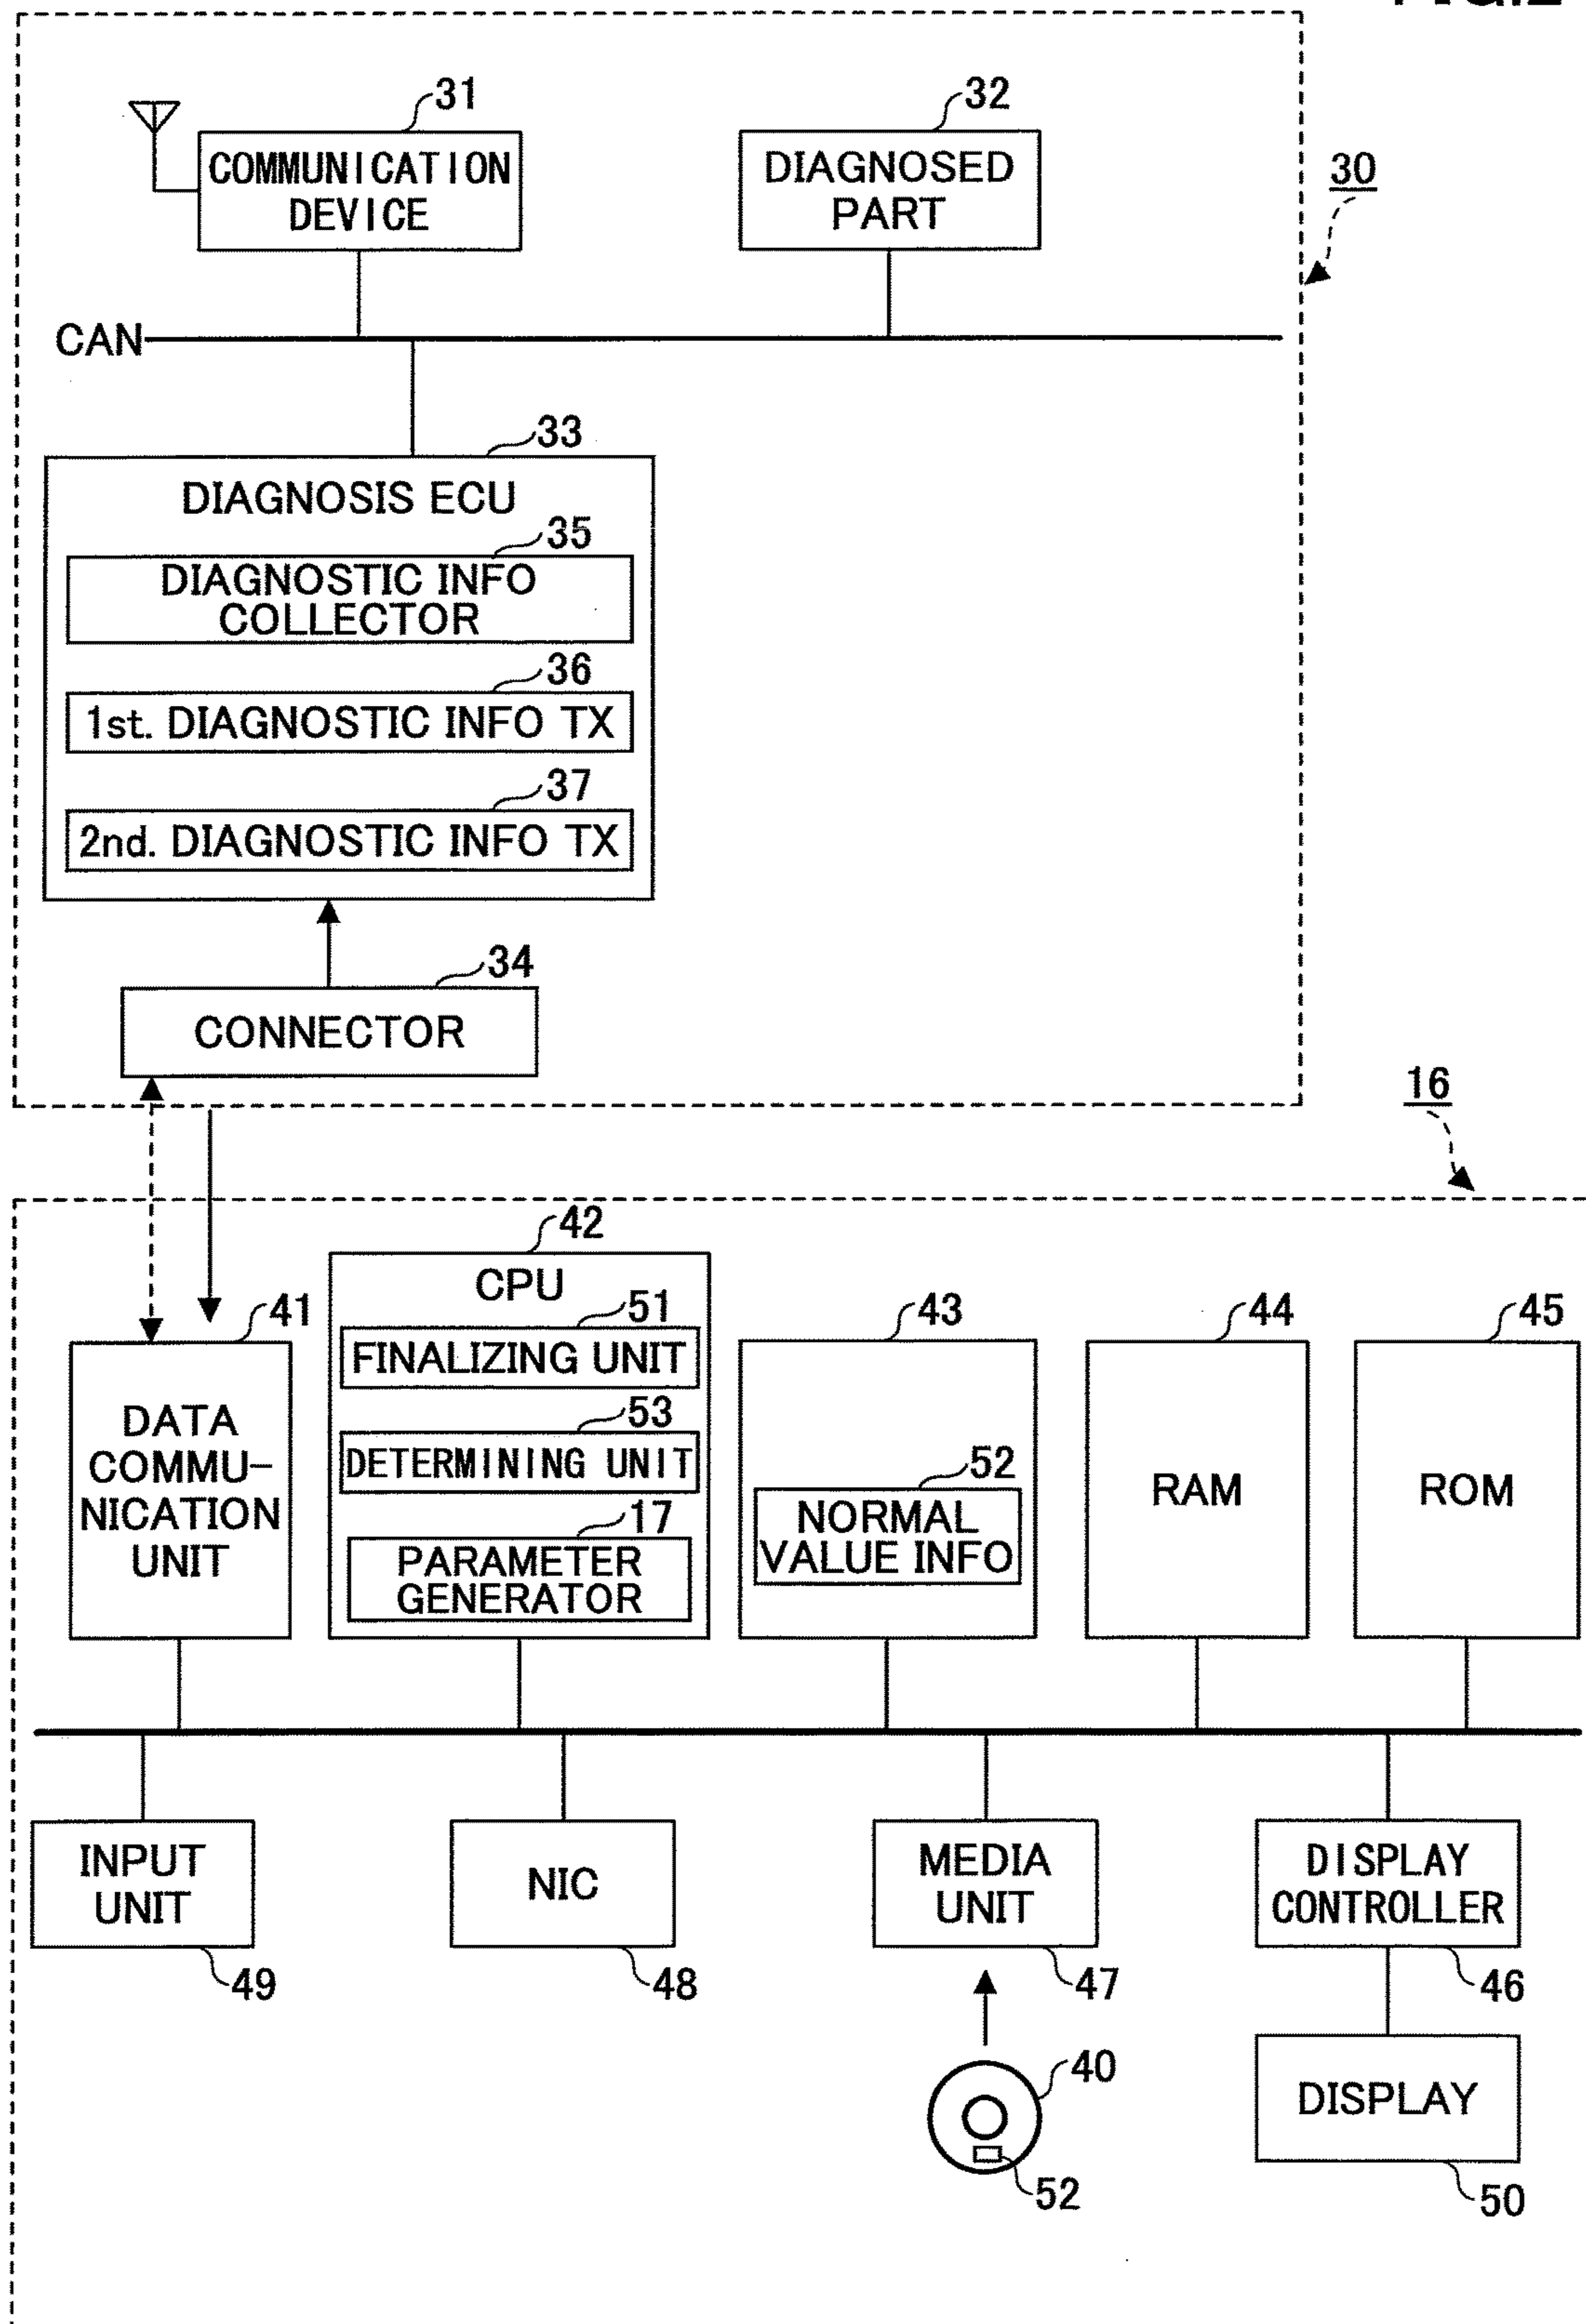 31
32
COMMUNICATION
DEVICE
DIAGNOSED
PART
30
CAN
33
DIAGNOSIS ECU
35
DIAGNOSTIC INFO
COLLECTOR
36
1st. DIAGNOSTIC INFO TX
37
2nd. DIAGNOSTIC INFO TX
34
CONNECTOR
16
42
CPU
41
51
43
44
45
FINALIZING UNIT
53
DETERMINING UNIT
17
PARAMETER
GENERATOR
DATA
COMMU-
NICATION
UNIT
52
NORMAL
VALUE INFO
RAM
ROM
INPUT
UNIT
NIC
MEDIA
UNIT
DISPLAY
CONTROLLER
49
48
47
46
40
52
DISPLAY
50